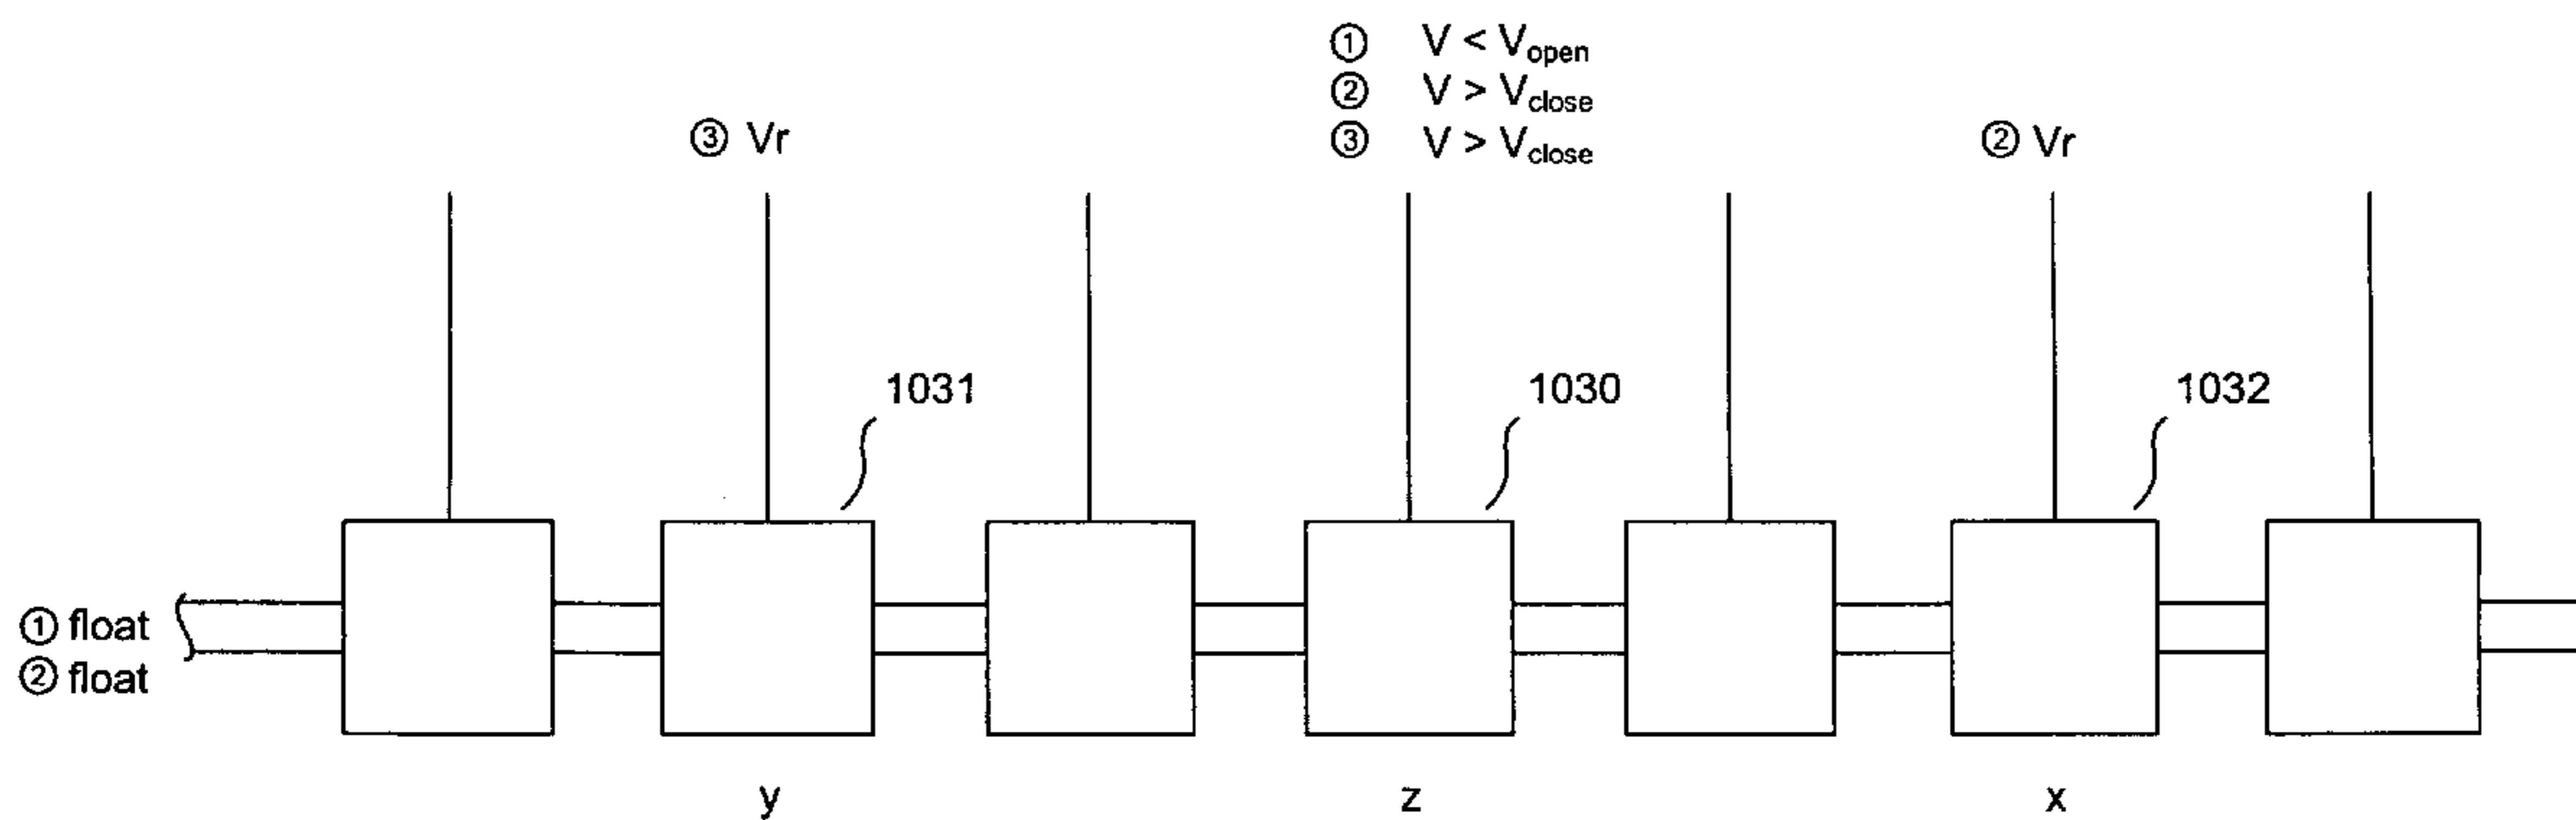 ① V < Vopen
② V > Vclose
③ Vr
③ V > Vclose
② Vr
1031
1030
1032
① float
② float
y
z
x